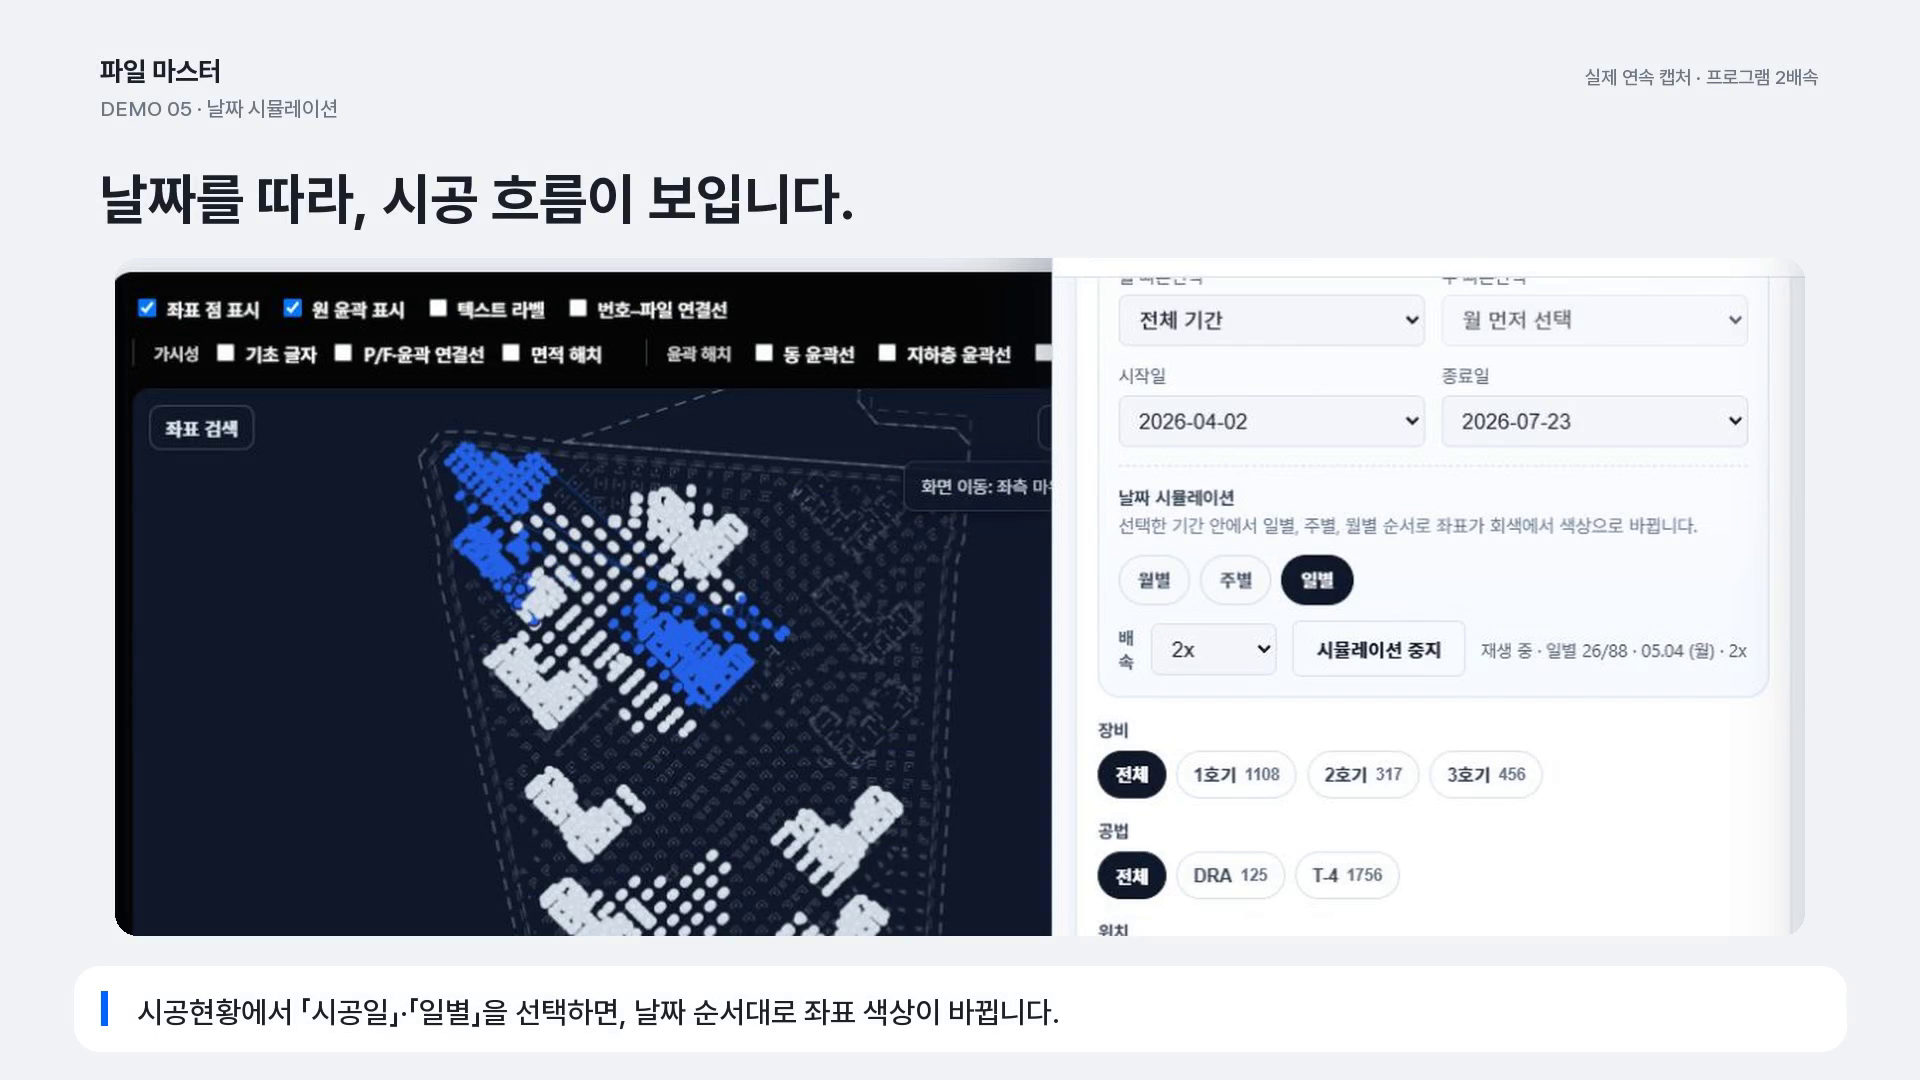 파일 마스터
DEMO 05 · 날짜 시뮬레이션
실제 연속 캡처 · 프로그램 2배속
날짜를 따라, 시공 흐름이 보입니다.
좌표 점 표시 원 윤곽 표시 텍스트 라벨 번호–파일 연결선
가시성 기초 글자 P/F-윤곽 연결선 면적 해치 윤곽 해치 동 윤곽선 지하층 윤곽선
좌표 검색
화면 이동: 좌측
전체 기간 월 먼저 선택
시작일 종료일
2026-04-02 2026-07-23
날짜 시뮬레이션
선택한 기간 안에서 일별, 주별, 월별 순서로 좌표가 회색에서 색상으로 바뀝니다.
월별 주별 일별
배속 2x 시뮬레이션 중지 재생 중 · 일별 26/88 · 05.04 (월) · 2x
장비
전체 1호기 1108 2호기 317 3호기 456
공법
전체 DRA 125 T-4 1756
위치
시공현황에서 「시공일」·「일별」을 선택하면, 날짜 순서대로 좌표 색상이 바뀝니다.